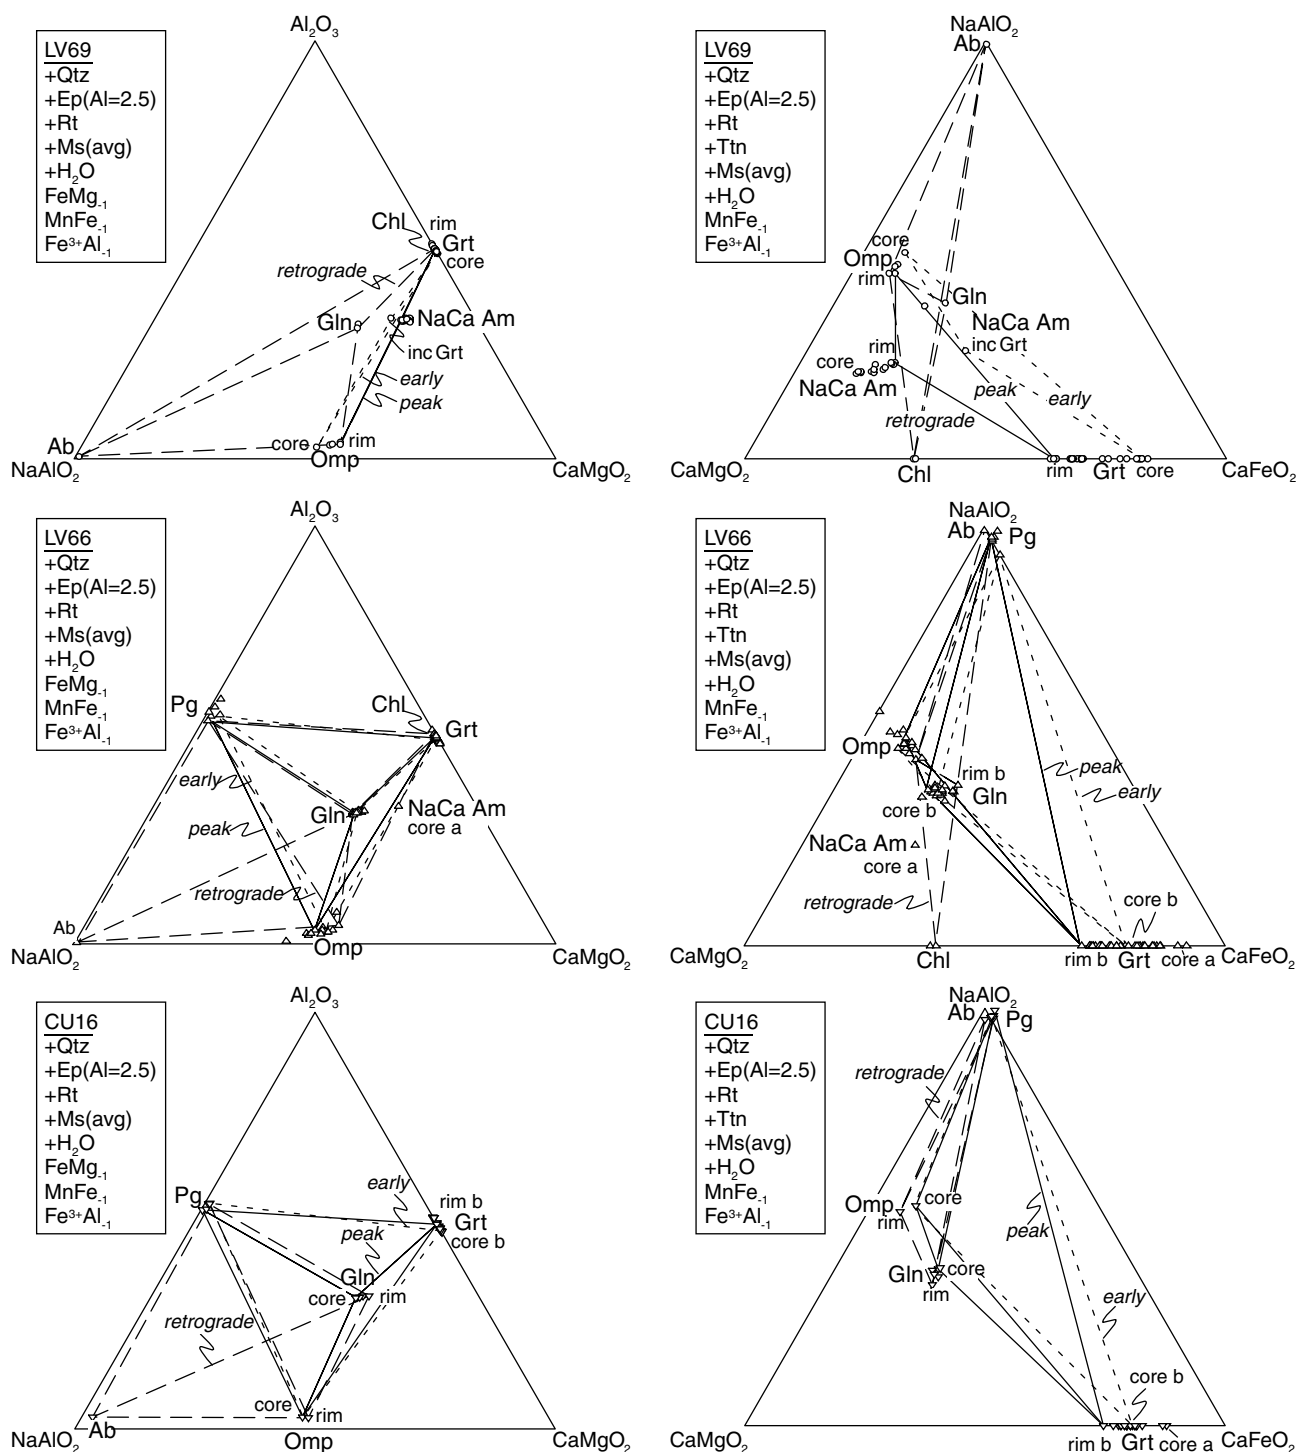 Al2O3
LV69
+Qtz
+Ep(Al=2.5)
+Rt
+Ms(avg)
+H2O
FeMg-1
MnFe-1
Fe3+Al-1
Chl
rim
Grt
core
retrograde
Gln
NaCa Am
inc Grt
early
peak
Ab
core
rim
Omp
NaAlO2
CaMgO2
NaAlO2
Ab
LV69
+Qtz
+Ep(Al=2.5)
+Rt
+Ttn
+Ms(avg)
+H2O
MnFe-1
Fe3+Al-1
core
Omp
rim
Gln
NaCa Am
inc Grt
rim
core
NaCa Am
peak
early
retrograde
CaMgO2
Chl
rim
Grt
core
CaFeO2
Al2O3
LV66
+Qtz
+Ep(Al=2.5)
+Rt
+Ms(avg)
+H2O
FeMg-1
MnFe-1
Fe3+Al-1
Pg
Chl
Grt
early
Gln
NaCa Am
core a
peak
retrograde
Ab
NaAlO2
Omp
CaMgO2
NaAlO2
Ab
Pg
LV66
+Qtz
+Ep(Al=2.5)
+Rt
+Ttn
+Ms(avg)
+H2O
MnFe-1
Fe3+Al-1
Omp
peak
rim b
early
Gln
core b
NaCa Am
core a
retrograde
core b
CaMgO2
Chl
rim b
Grt
core a
CaFeO2
Al2O3
CU16
+Qtz
+Ep(Al=2.5)
+Rt
+Ms(avg)
+H2O
FeMg-1
MnFe-1
Fe3+Al-1
Pg
early
rim b
Grt
core b
peak
Gln
core
rim
retrograde
core
rim
Ab
NaAlO2
Omp
CaMgO2
NaAlO2
Ab
Pg
CU16
+Qtz
+Ep(Al=2.5)
+Rt
+Ttn
+Ms(avg)
+H2O
MnFe-1
Fe3+Al-1
retrograde
Omp
core
rim
peak
Gln
core
rim
early
core b
CaMgO2
rim b
Grt
core a
CaFeO2